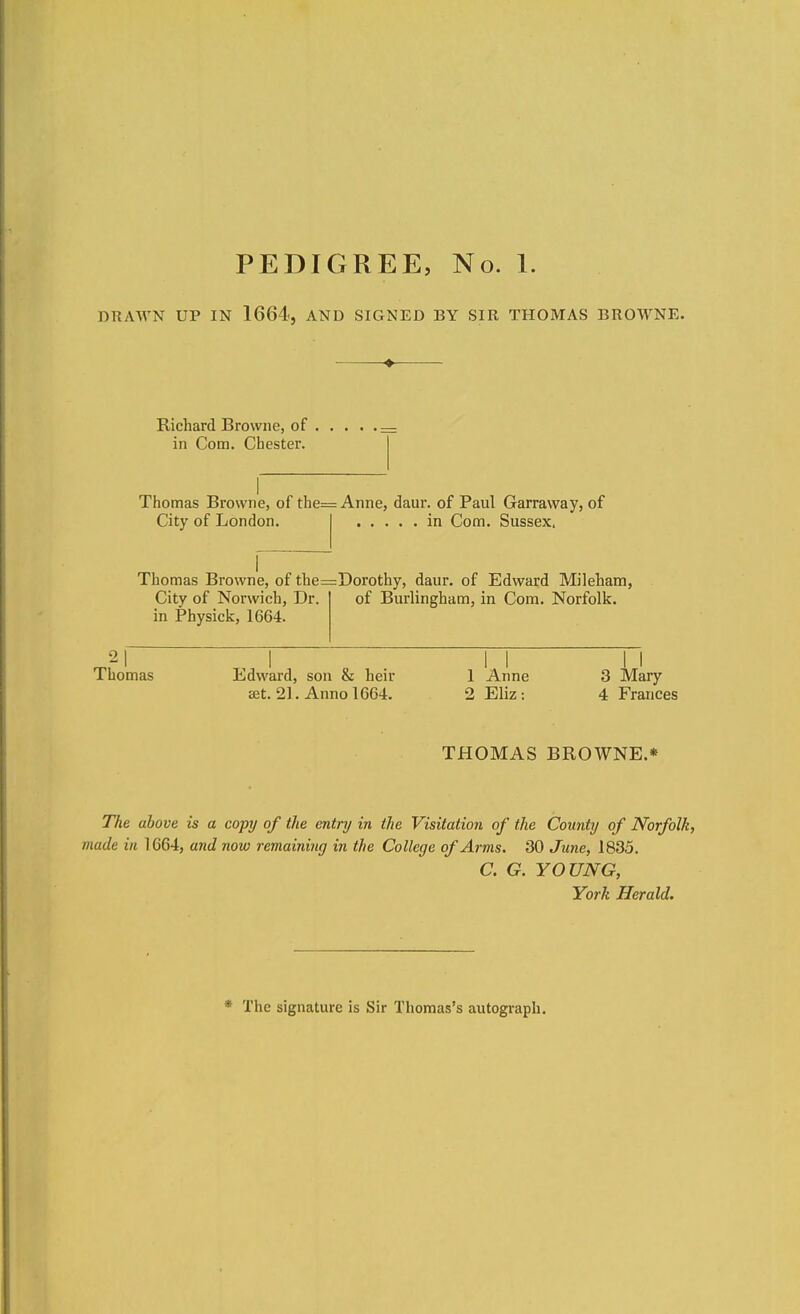 PEDIGREE, No. 1.
DRAWN UP IN 1664, AND SIGNED BY SIR THOMAS BROWNE.
Richard Browne, of . . . . . =
in Com. Chester.
Thomas Browne, of the= Anne, daur. of Paul Garraway, of
City of London. . . . . . in Com. Sussex.
Thomas Browne, of the=Dorothy, daur. of Edward Mileham,
City of Norwich, Dr. of Burlingham, in Com. Norfolk.
in Physick, 1664.
2
Thomas Edward, son & heir 1 Anne 3 Mary
æt. 21. Anno 1664. 2 Eliz: 4 Frances
THOMAS BROWNE.*
The above is a copy of the entry in the Visitation of the County of Norfolk,
made in 1664, and now remaining in the College of Arms. 30 June, 1835.
C. G. YOUNG,
York Herald.
* The signature is Sir Thomas's autograph.